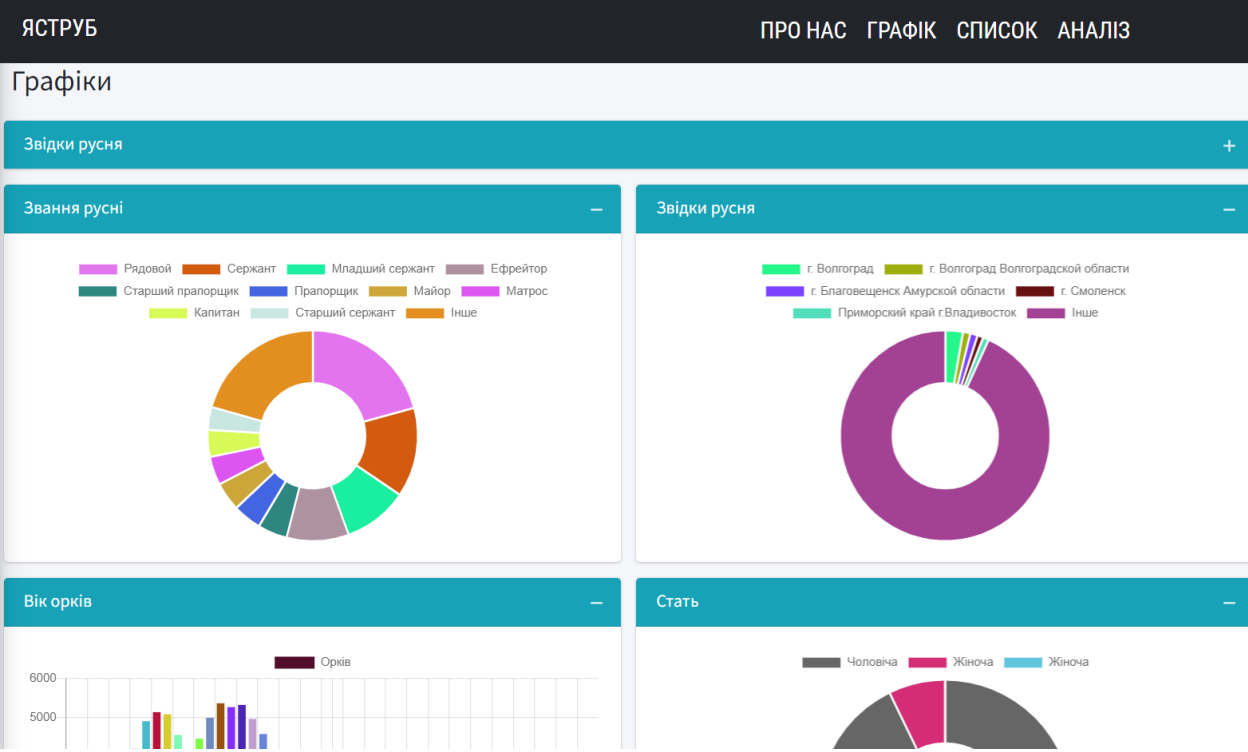 ЯСТРУБ
ПРО НАС ГРАФІК СПИСОК АНАЛІЗ
Графіки
Звідки русня
Звання русні
Рядовой Сержант Младший сержант Ефрейтор
Старший прапорщик Прапорщик Майор Матрос
Капитан Старший сержант Інше
Звідки русня
г. Волгоград г. Волгоград Волгоградской области
г. Благовещенск Амурской области г. Смоленск
Приморский край г.Владивосток Інше
Вік орків
Орків
6000
5000
Стать
Чоловіча Жіноча Жіноча